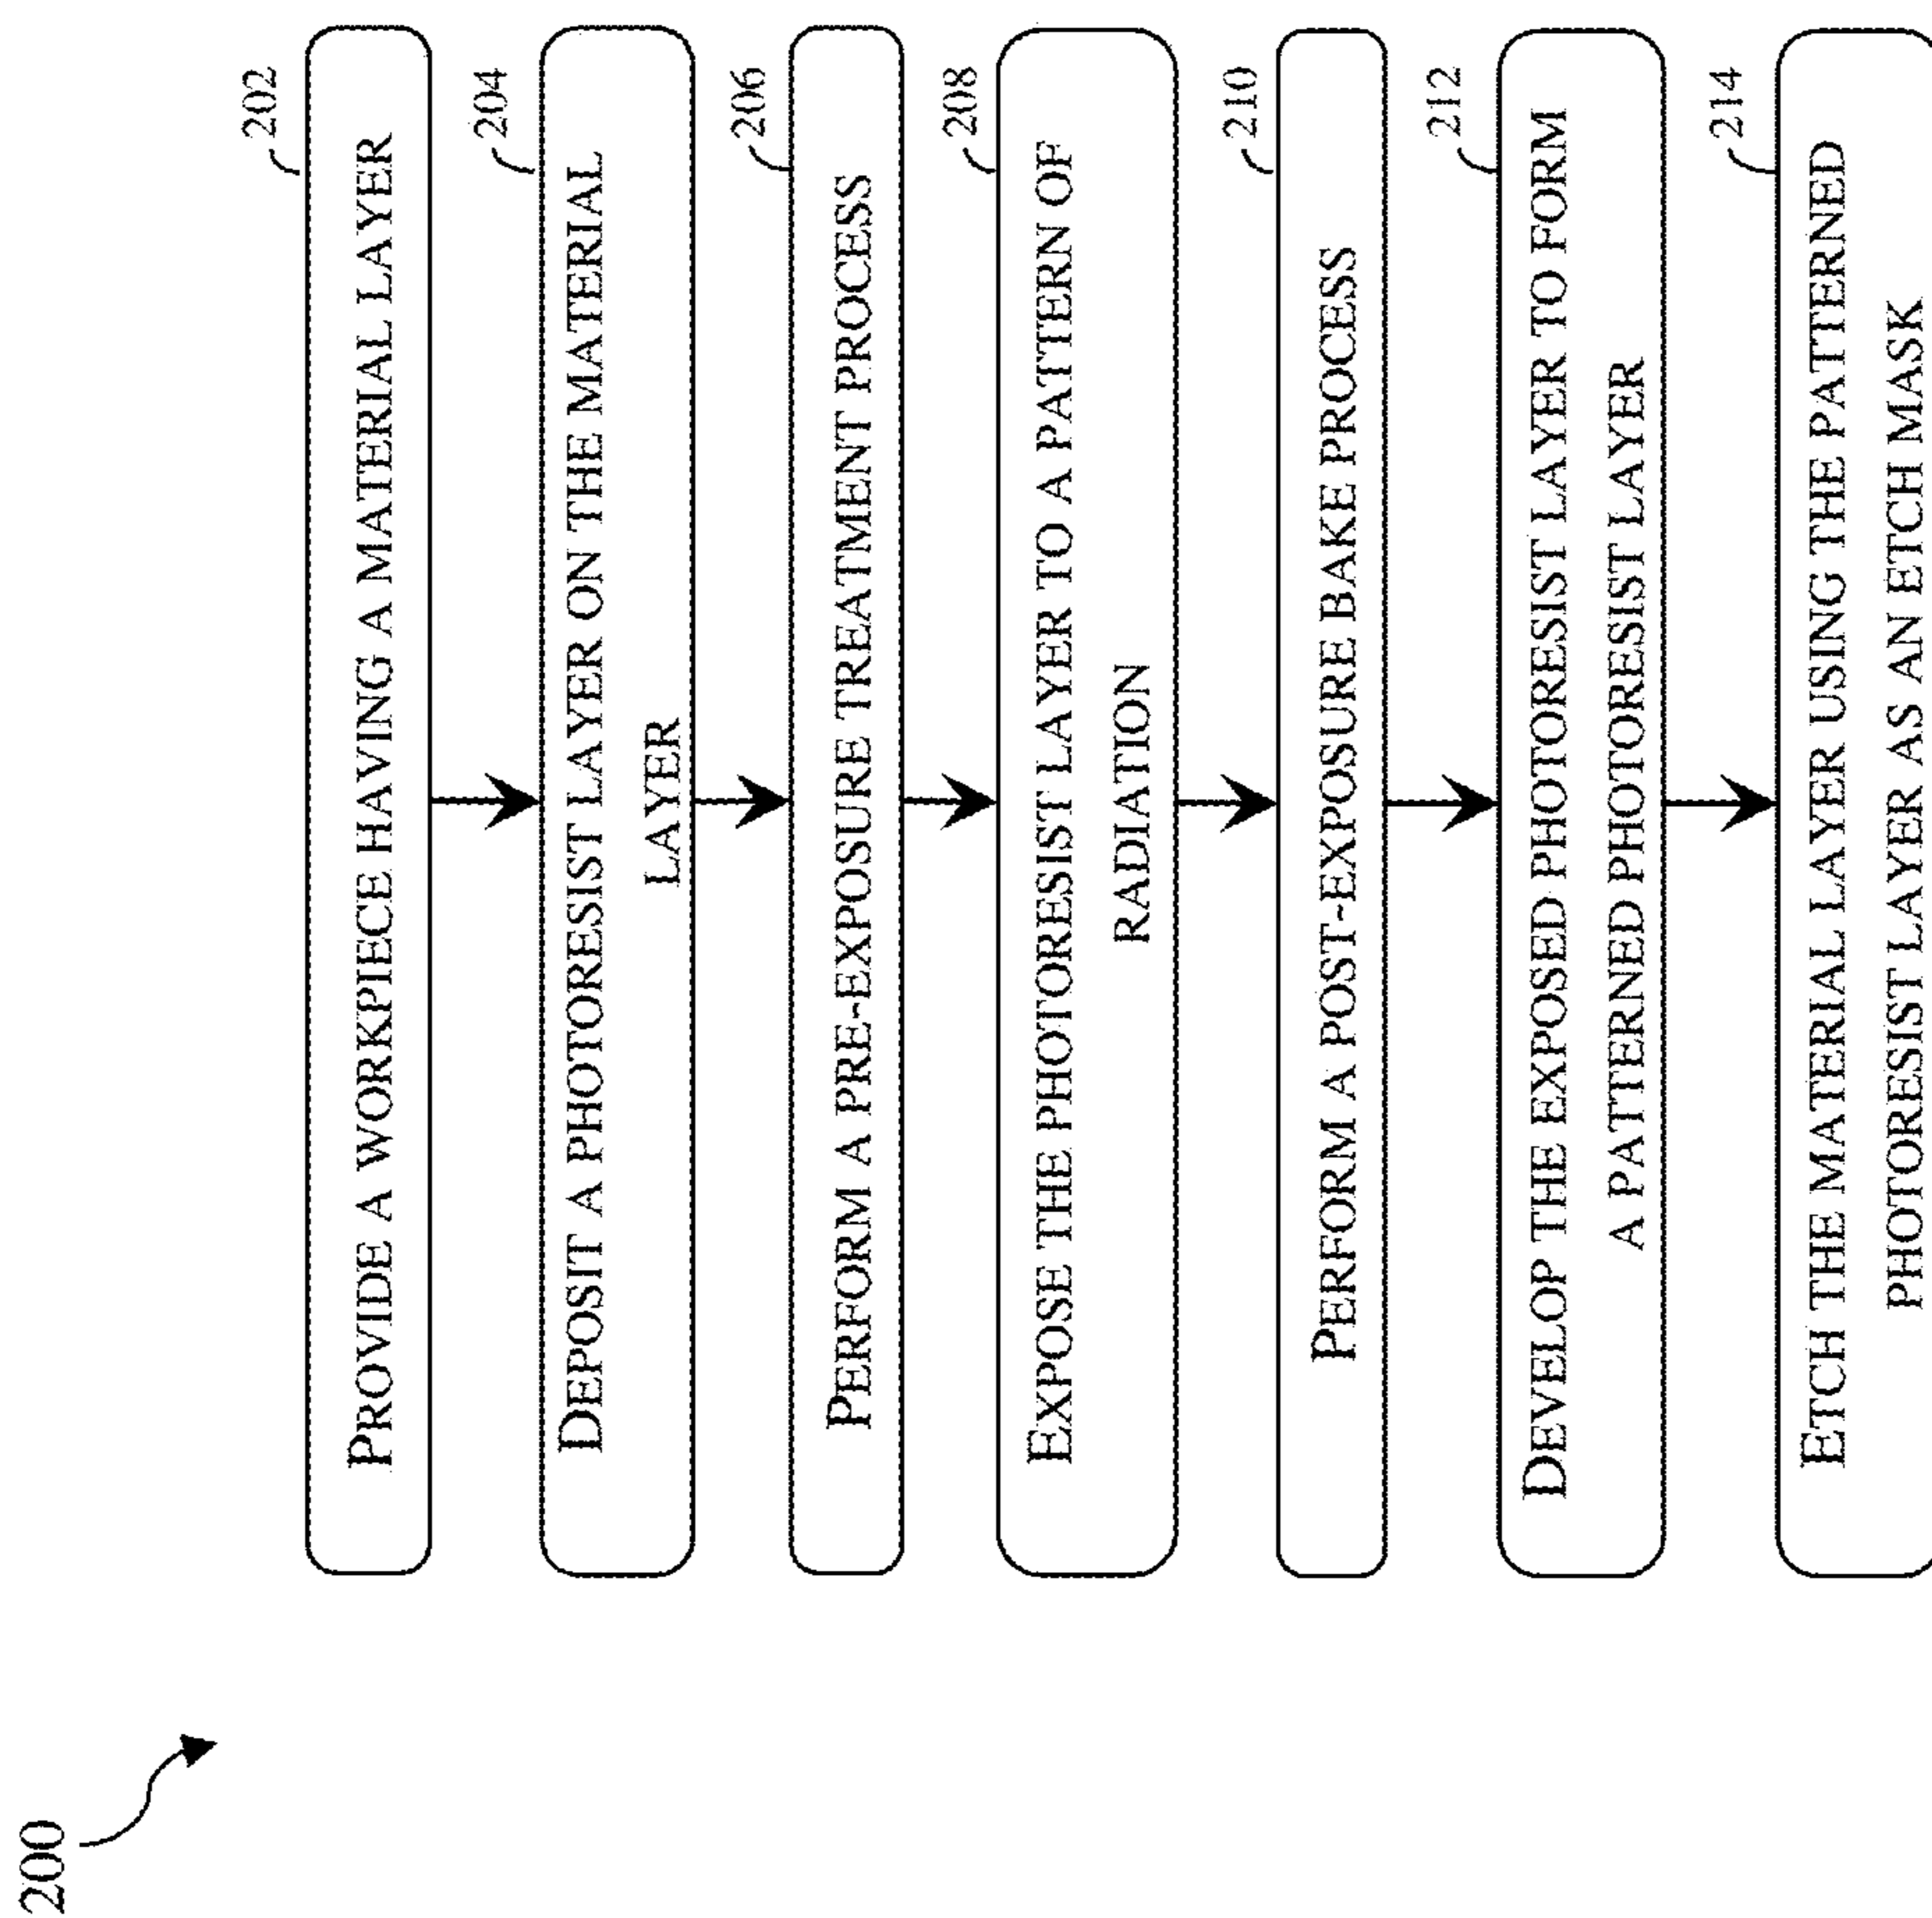 200
202
PROVIDE A WORKPIECE HAVING A MATERIAL LAYER
204
DEPOSIT A PHOTORESIST LAYER ON THE MATERIAL
LAYER
206
PERFORM A PRE-EXPOSURE TREATMENT PROCESS
208
EXPOSE THE PHOTORESIST LAYER TO A PATTERN OF
RADIATION
210
PERFORM A POST-EXPOSURE BAKE PROCESS
212
DEVELOP THE EXPOSED PHOTORESIST LAYER TO FORM
A PATTERNED PHOTORESIST LAYER
214
ETCH THE MATERIAL LAYER USING THE PATTERNED
PHOTORESIST LAYER AS AN ETCH MASK